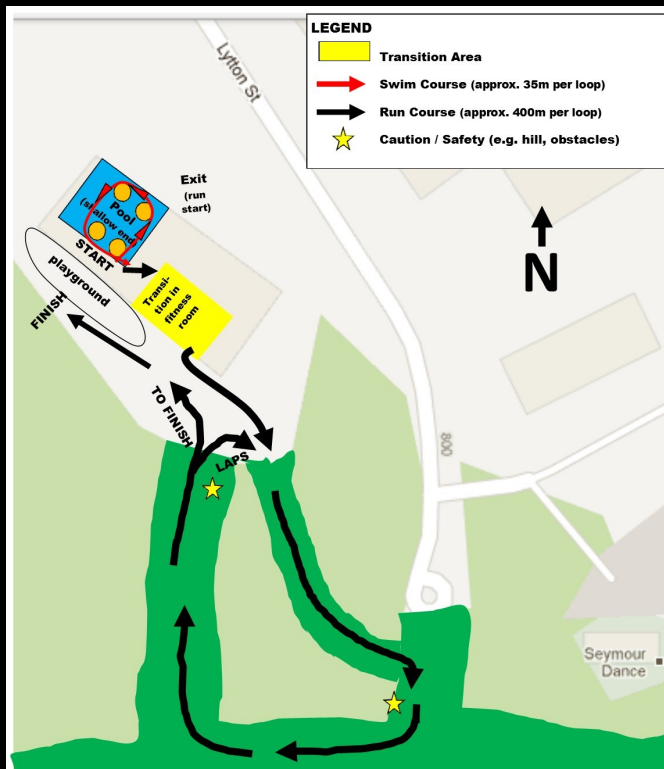 LEGEND
Transition Area
Swim Course (approx. 35m per loop)
Run Course (approx. 400m per loop)
Caution / Safety (e.g. hill, obstacles)
Lytton St
Exit
(run
start)
Pool
(shallow end)
START
playground
Transi-
tion in
fitness
room
FINISH
N
TO FINISH
LAPS
800
Seymour
Dance